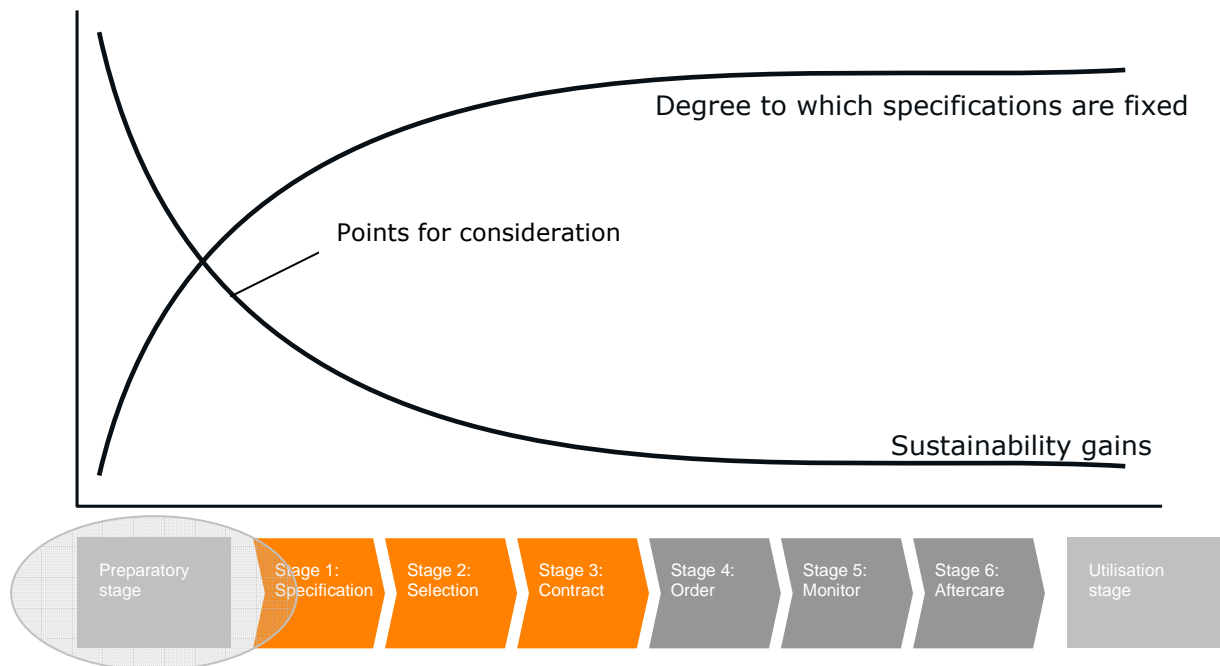 Degree to which specifications are fixed
Points for consideration
Sustainability gains
Preparatory
stage
Stage 1:
Specification
Stage 2:
Selection
Stage 3:
Contract
Stage 4:
Order
Stage 5:
Monitor
Stage 6:
Aftercare
Utilisation
stage